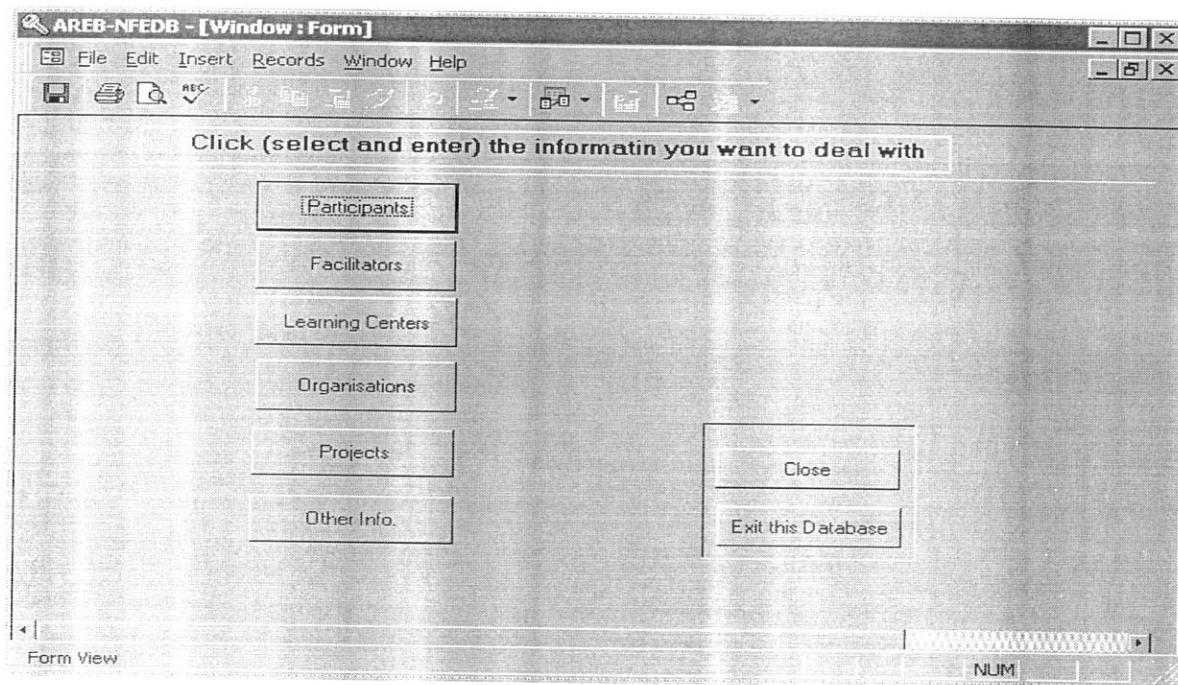 AREB-NFEDB - [Window : Form]
File Edit Insert Records Window Help
ABC
Click (select and enter) the informatin you want to deal with
Participants
Facilitators
Learning Centers
Organisations
Projects
Close
Other Info.
Exit this Database
Form View
NUM